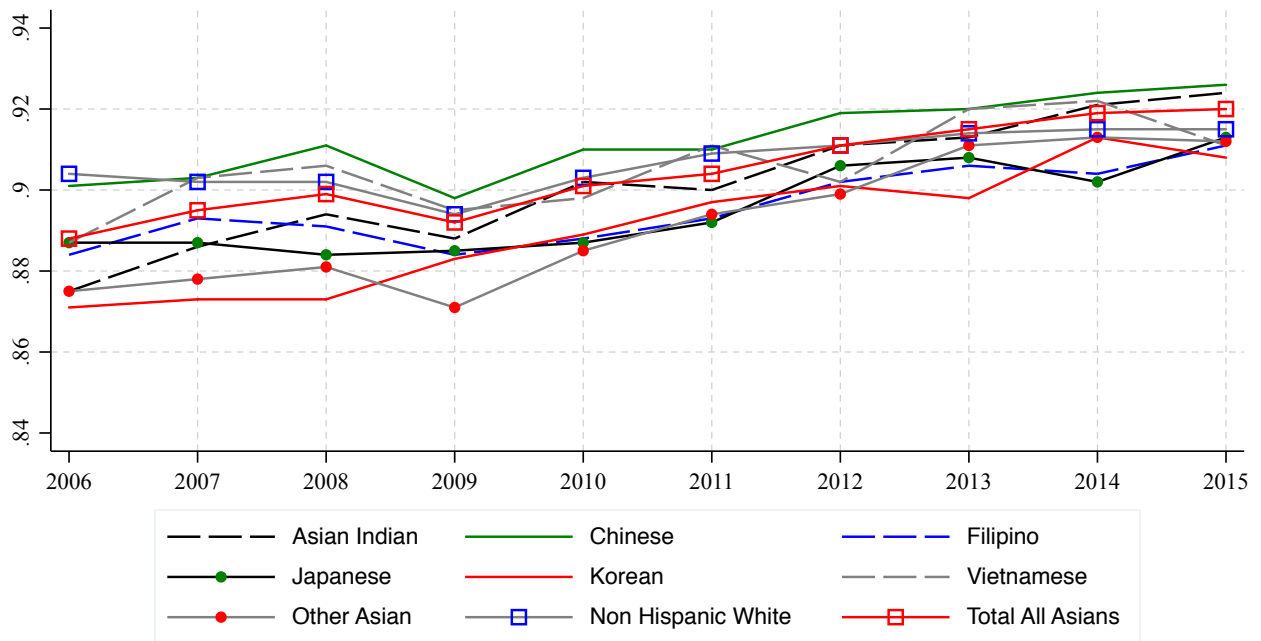 .94
.92
.9
.88
.86
.84
2006 2007 2008 2009 2010 2011 2012 2013 2014 2015
Asian Indian Chinese Filipino
Japanese Korean Vietnamese
Other Asian Non Hispanic White Total All Asians